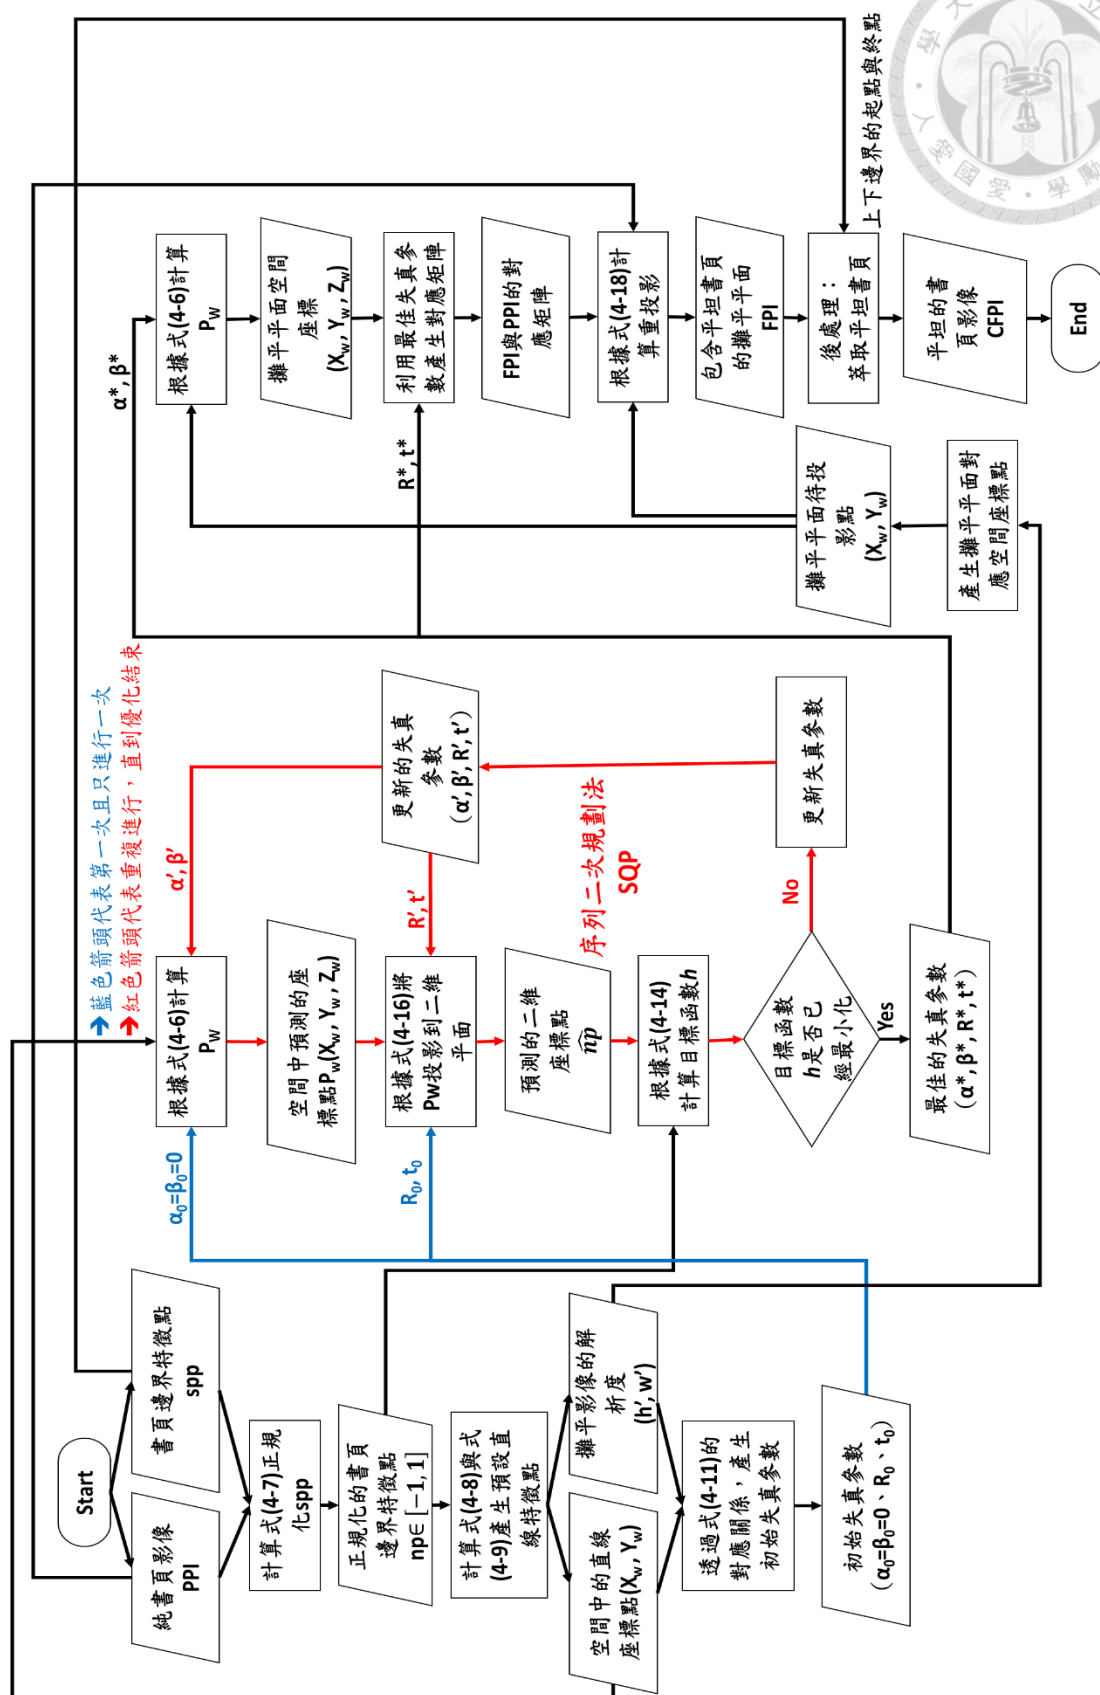 Start
純書頁影像
PPI
書頁邊界特徵點
spp
計算式(4-7)正規
化spp
正規化的書頁
邊界特徵點
np∈[−1,1]
計算式(4-8)與式
(4-9)產生預設直
線特徵點
空間中的直線
座標點(Xw, Yw)
攤平影像的解
析度
(h’, w’)
透過式(4-11)的
對應關係，產生
初始失真參數
初始失真參數
(α0=β0=0、R0、t0)
➔藍色箭頭代表第一次且只進行一次
➔紅色箭頭代表重複進行，直到優化結束
α0=β0=0
R0, t0
根據式(4-6)計算
Pw
空間中預測的座
標點Pw(Xw, Yw, Zw)
根據式(4-16)將
Pw投影到二維
平面
預測的二維
座標點
n̂p
根據式(4-14)
計算目標函數h
目標函數
h是否已
經最小化
Yes
No
最佳的失真參數
(α*, β*, R*, t*)
α’, β’
R’, t’
更新的失真
參數
(α’, β’, R’, t’)
序列二次規劃法
SQP
更新失真參數
α*, β*
R*, t*
攤平平面待投
影點
(Xw, Yw)
產生攤平平面對
應空間座標點
根據式(4-6)計算
Pw
攤平平面空間
座標
(Xw, Yw, Zw)
利用最佳失真參
數產生對應矩陣
FPI與PPI的對
應矩陣
根據式(4-18)計
算重投影
包含平坦書頁
的攤平平面
FPI
後處理：
萃取平坦書頁
上下邊界的起點與終點
平坦的書
頁影像
CFPI
End